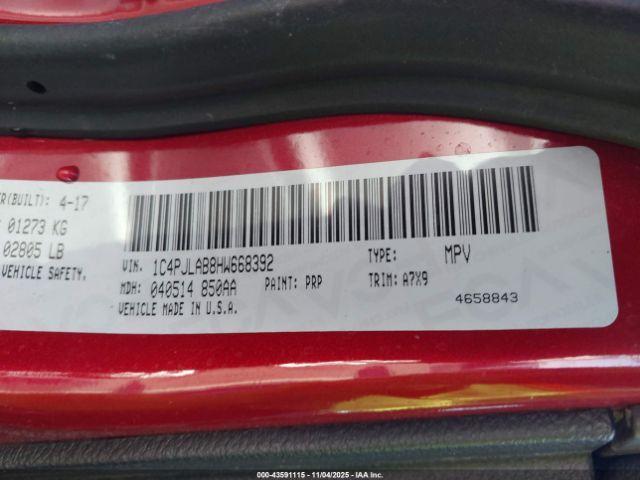 ER(BUILT): 4-17
01273 KG
02805 LB
VEHICLE SAFETY.
VIN: 1C4PJLAB8HW668392
TYPE: MPV
MDH: 040514 850AA
PAINT: PRP
TRIM: A7X9
VEHICLE MADE IN U.S.A.
4658843
000-43591115 - 11/04/2025 - IAA Inc.